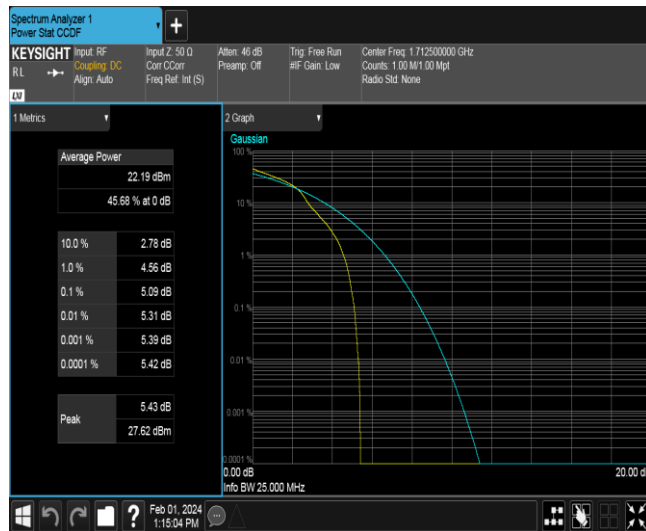 Spectrum Analyzer 1
Power Stat CCDF
+
KEYSIGHT
RL
LXI
Input: RF
Coupling: DC
Align: Auto
Input Z: 50 Ω
Corr CCorr
Freq Ref: Int (S)
Atten: 46 dB
Preamp: Off
Trig: Free Run
#IF Gain: Low
Center Freq: 1.712500000 GHz
Counts: 1.00 M/1.00 Mpt
Radio Std: None
1 Metrics
Average Power
22.19 dBm
45.68 % at 0 dB
10.0 % 2.78 dB
1.0 % 4.56 dB
0.1 % 5.09 dB
0.01 % 5.31 dB
0.001 % 5.39 dB
0.0001 % 5.42 dB
Peak
5.43 dB
27.62 dBm
2 Graph
Gaussian
100 %
10 %
1 %
0.1 %
0.01 %
0.001 %
0.0001 %
0.00 dB
20.00 d
Info BW 25.000 MHz
?
Feb 01, 2024
1:15:04 PM